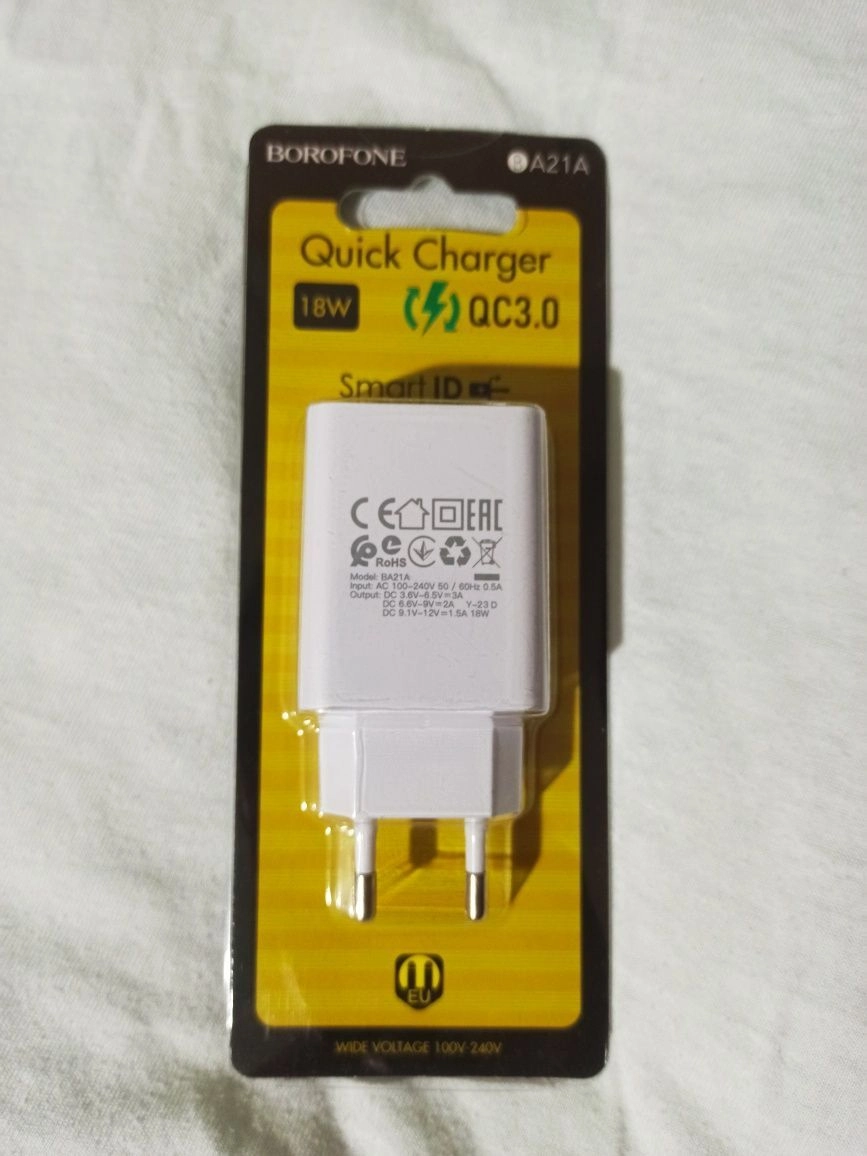 BOROFONE
BA21A
Quick Charger
18W
QC3.0
Smart ID
CE EAC
RoHS
Model: BA21A
Input: AC 100-240V 50 / 60Hz 0.5A
Output: DC 3.6V-6.5V=3A
DC 6.6V-9V=2A Y-23 D
DC 9.1V-12V=1.5A 18W
EU
WIDE VOLTAGE 100V-240V